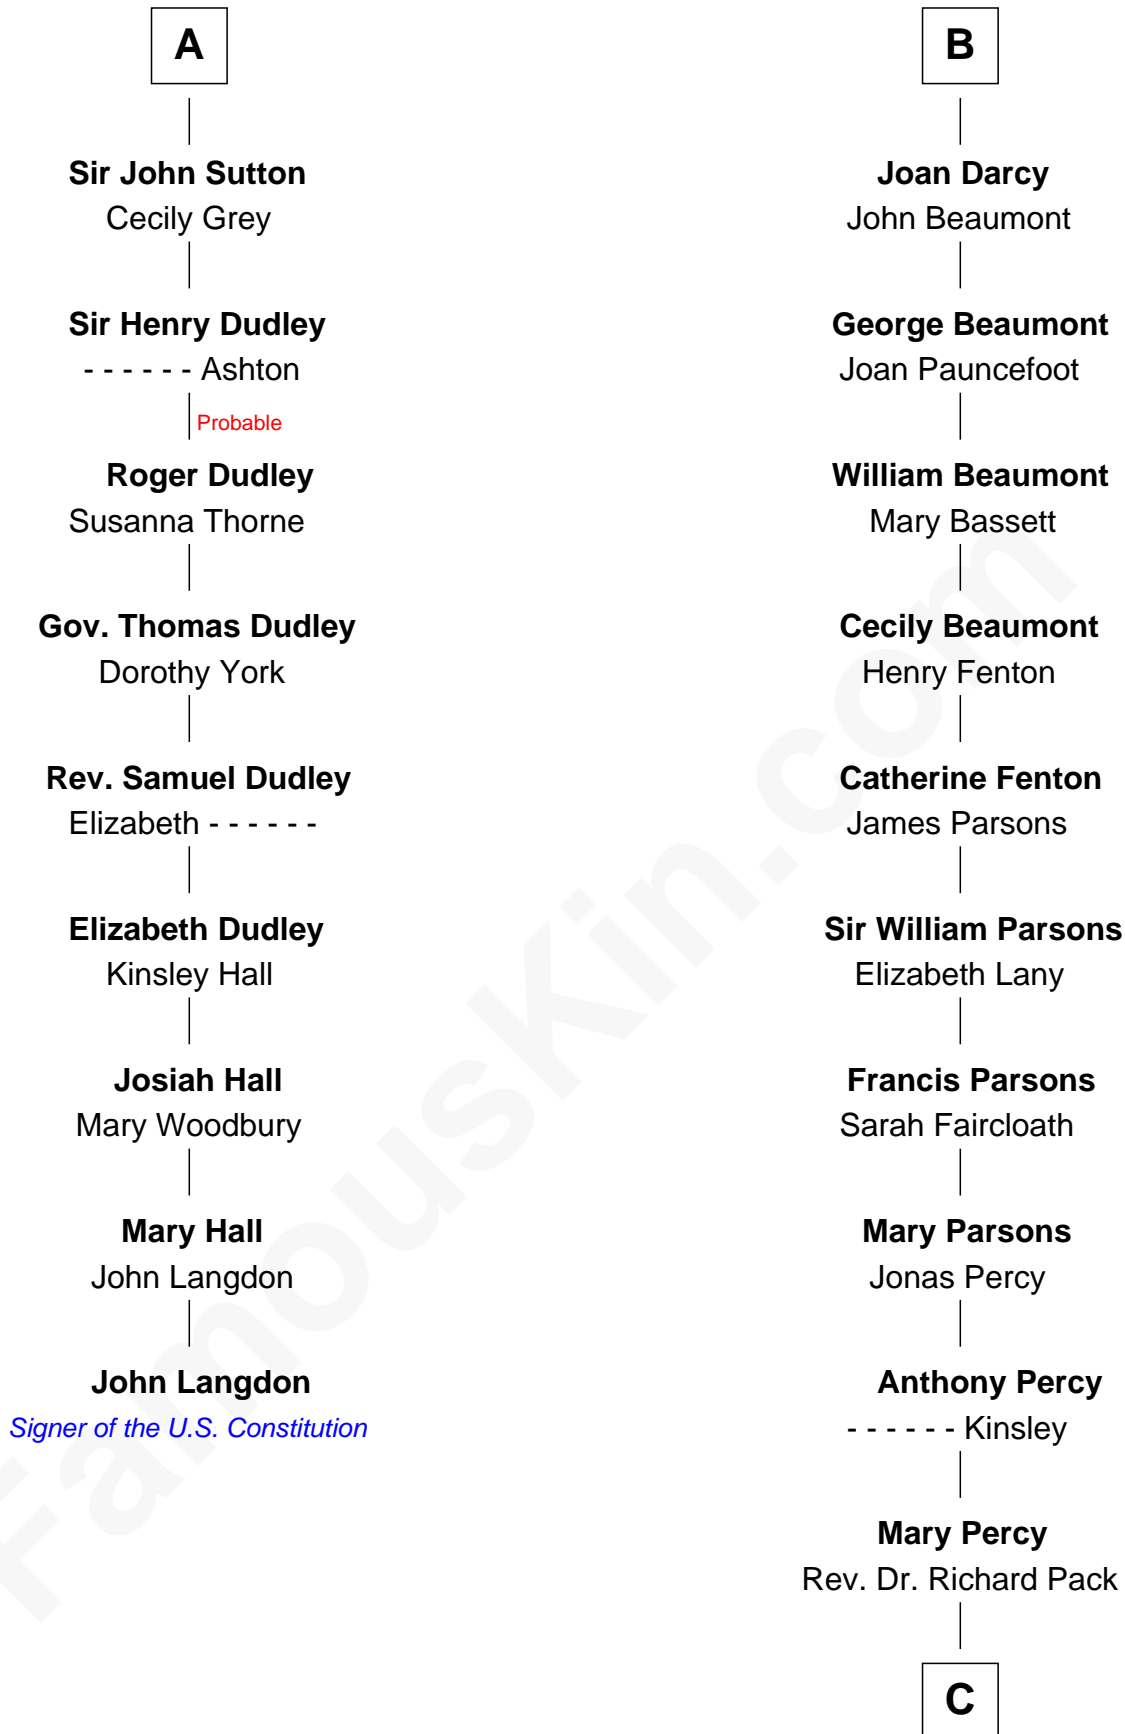 A
Sir John Sutton
Cecily Grey
Sir Henry Dudley
- - - - - - Ashton
Probable
Roger Dudley
Susanna Thorne
Gov. Thomas Dudley
Dorothy York
Rev. Samuel Dudley
Elizabeth - - - - - -
Elizabeth Dudley
Kinsley Hall
Josiah Hall
Mary Woodbury
Mary Hall
John Langdon
John Langdon
Signer of the U.S. Constitution
B
Joan Darcy
John Beaumont
George Beaumont
Joan Pauncefoot
William Beaumont
Mary Bassett
Cecily Beaumont
Henry Fenton
Catherine Fenton
James Parsons
Sir William Parsons
Elizabeth Lany
Francis Parsons
Sarah Faircloath
Mary Parsons
Jonas Percy
Anthony Percy
- - - - - - Kinsley
Mary Percy
Rev. Dr. Richard Pack
C
FamousKin.com